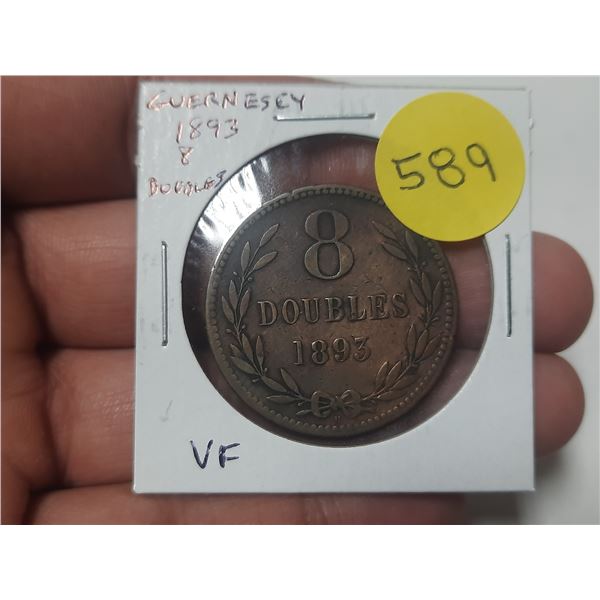 GUERNESEY
1893
8
DOUBLES
589
8
DOUBLES
1893
H
VF